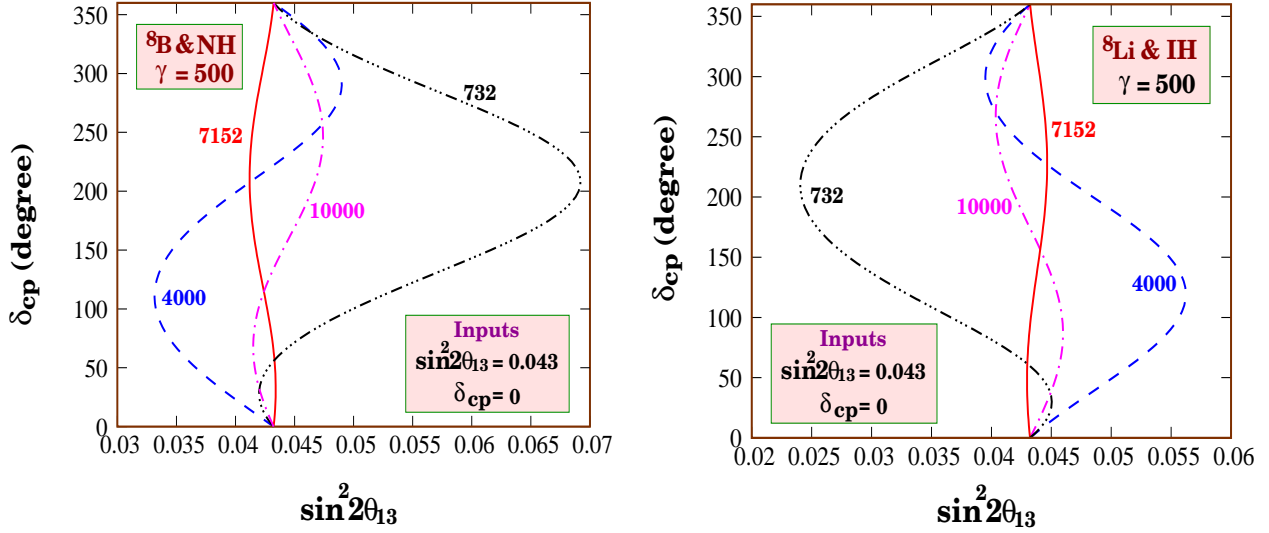 350
300
250
200
150
100
50
0
δcp (degree)
⁸B & NH
γ = 500
732
7152
10000
4000
Inputs
sin²2θ₁₃ = 0.043
δcp = 0
0.03 0.035 0.04 0.045 0.05 0.055 0.06 0.065 0.07
sin²2θ₁₃
350
300
250
200
150
100
50
0
δcp (degree)
⁸Li & IH
γ = 500
7152
732
10000
4000
Inputs
sin²2θ₁₃ = 0.043
δcp = 0
0.02 0.025 0.03 0.035 0.04 0.045 0.05 0.055 0.06
sin²2θ₁₃